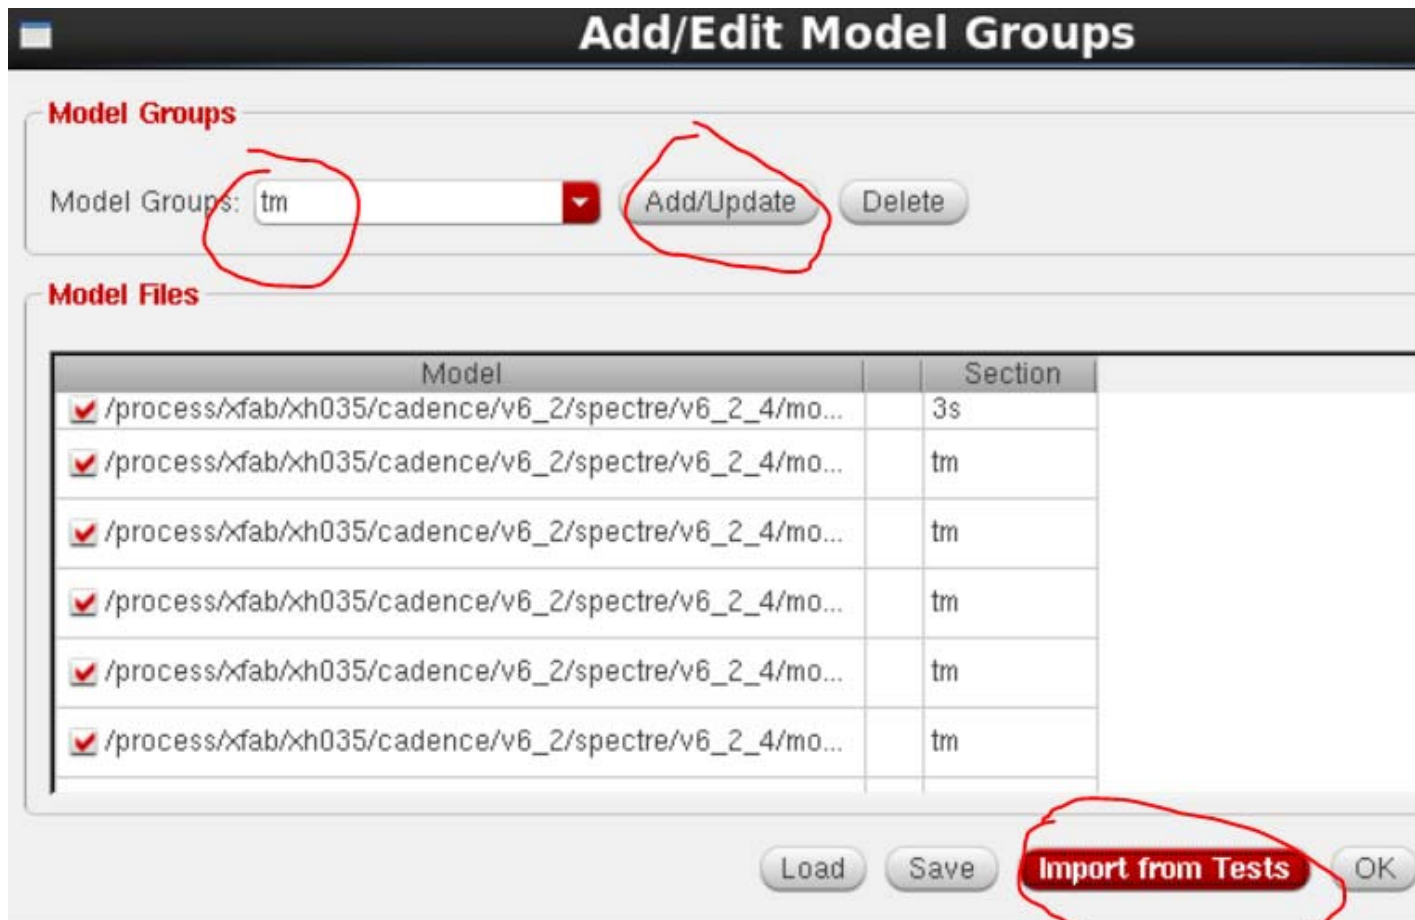 Add/Edit Model Groups
Model Groups
Model Groups: tm Add/Update Delete
Model Files
Model Section
/process/xfab/xh035/cadence/v6_2/spectre/v6_2_4/mo... 3s
/process/xfab/xh035/cadence/v6_2/spectre/v6_2_4/mo... tm
/process/xfab/xh035/cadence/v6_2/spectre/v6_2_4/mo... tm
/process/xfab/xh035/cadence/v6_2/spectre/v6_2_4/mo... tm
/process/xfab/xh035/cadence/v6_2/spectre/v6_2_4/mo... tm
/process/xfab/xh035/cadence/v6_2/spectre/v6_2_4/mo... tm
Load Save Import from Tests OK